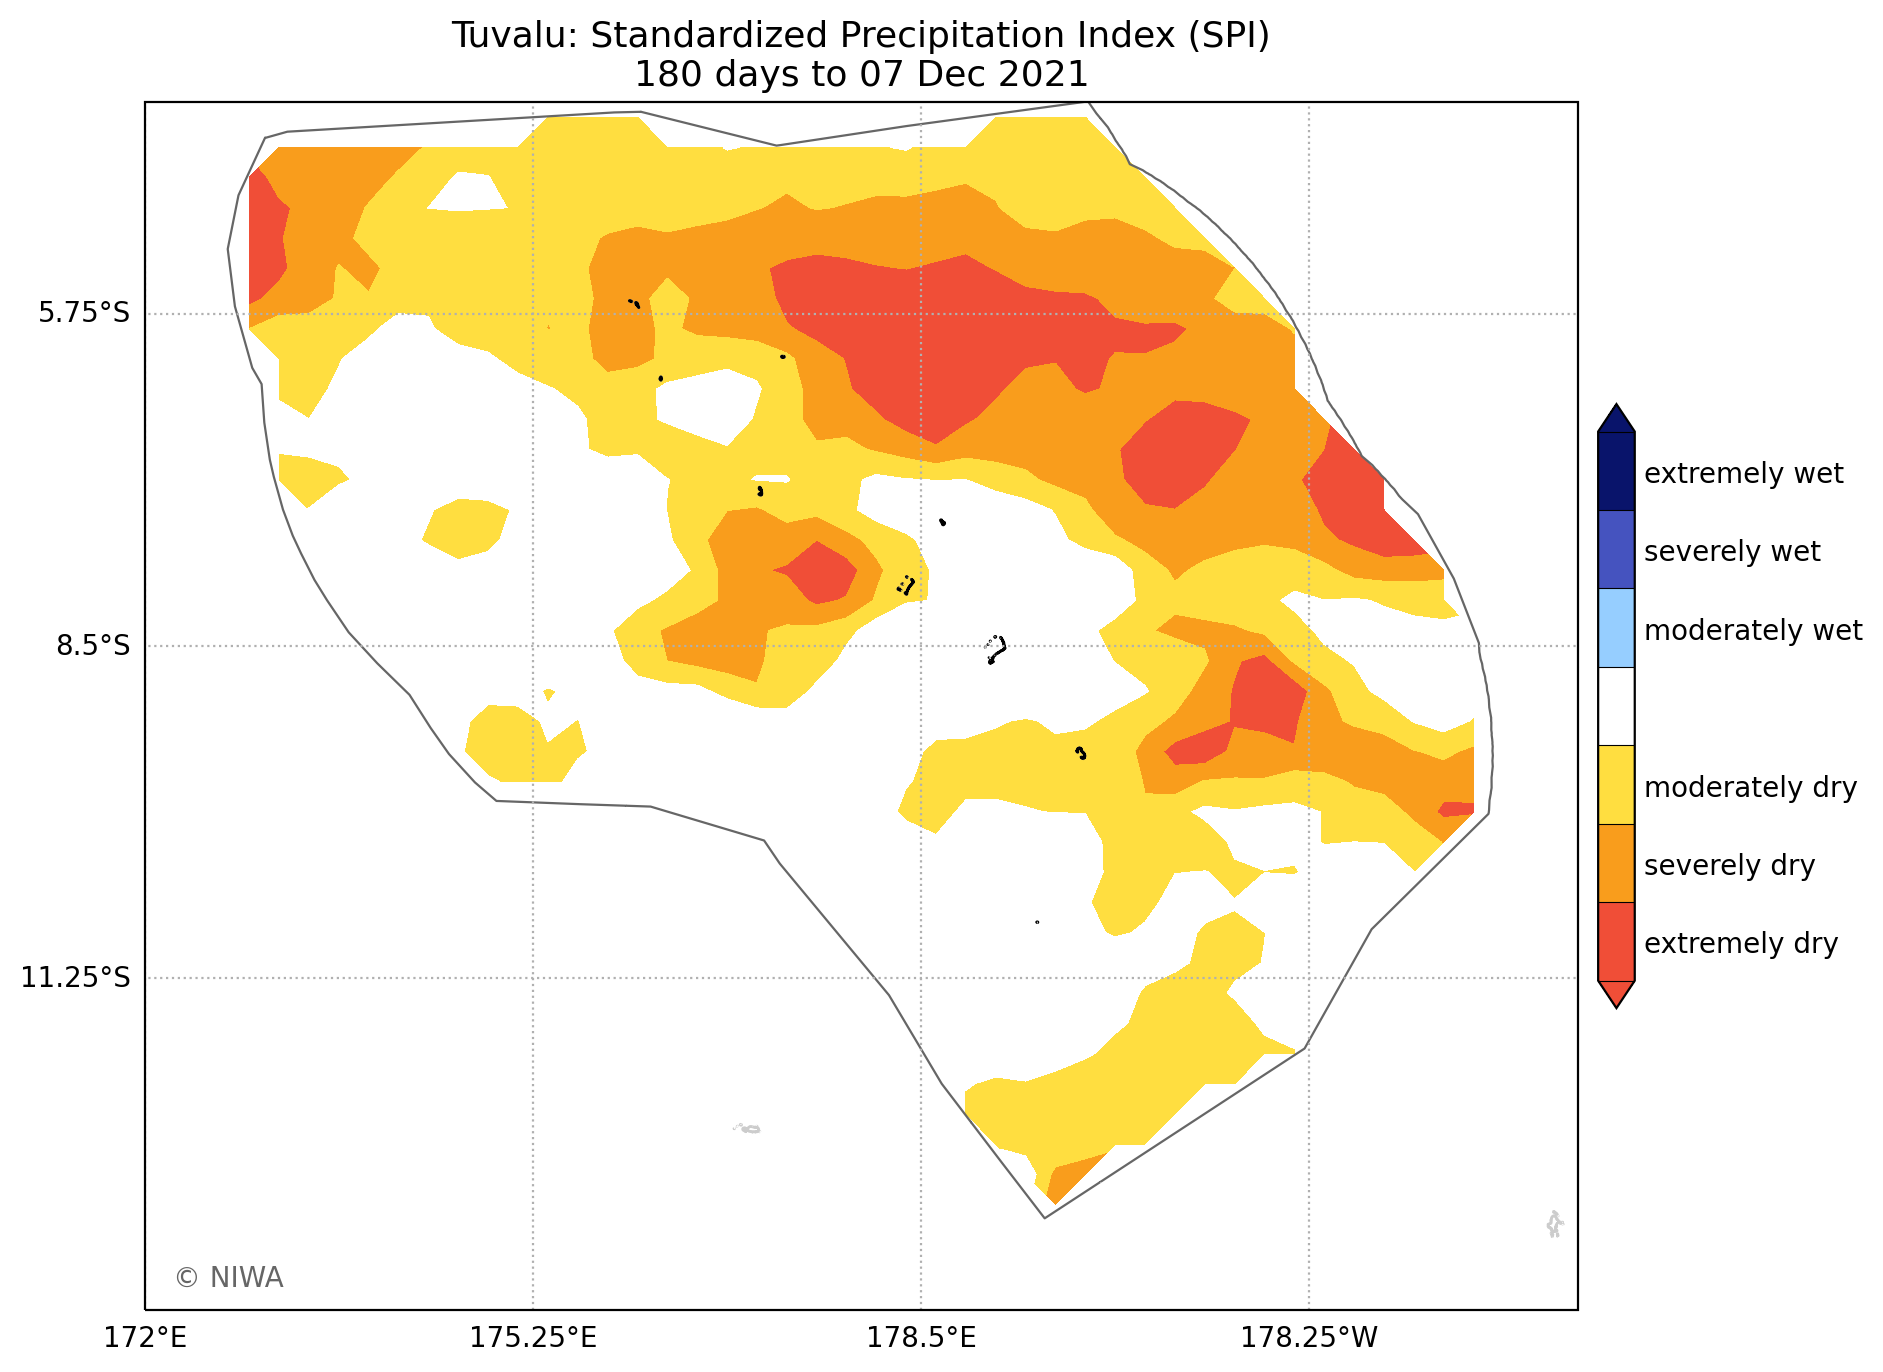 Tuvalu: Standardized Precipitation Index (SPI)
180 days to 07 Dec 2021
5.75°S
8.5°S
11.25°S
172°E
175.25°E
178.5°E
178.25°W
© NIWA
extremely wet
severely wet
moderately wet
moderately dry
severely dry
extremely dry